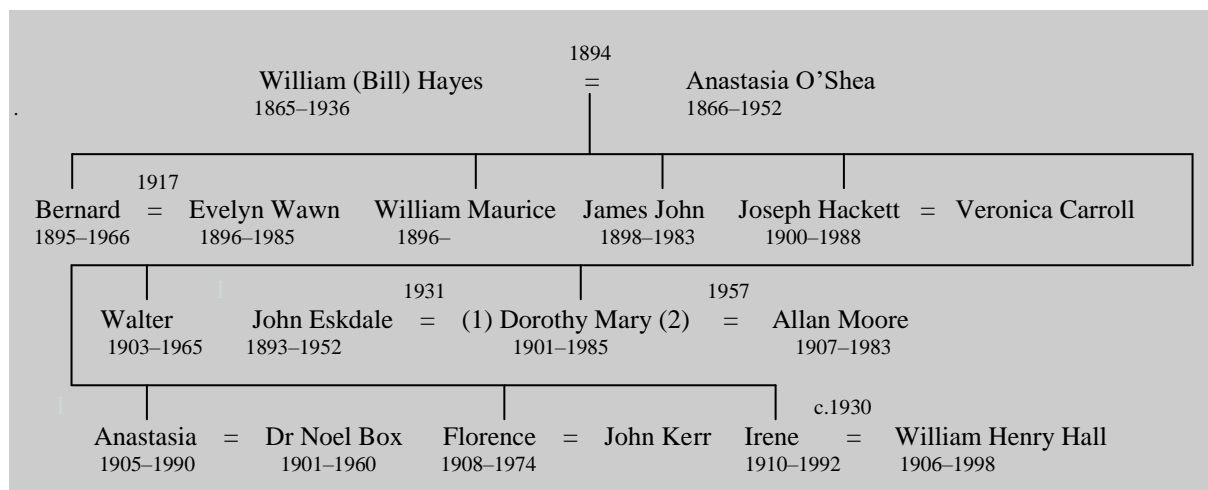 1894
William (Bill) Hayes = Anastasia O’Shea
1865–1936 1866–1952
.
1917
Bernard = Evelyn Wawn William Maurice James John Joseph Hackett = Veronica Carroll
1895–1966 1896–1985 1896– 1898–1983 1900–1988
1931 1957
Walter John Eskdale = (1) Dorothy Mary (2) = Allan Moore
1903–1965 1893–1952 1901–1985 1907–1983
c.1930
Anastasia = Dr Noel Box Florence = John Kerr Irene = William Henry Hall
1905–1990 1901–1960 1908–1974 1910–1992 1906–1998